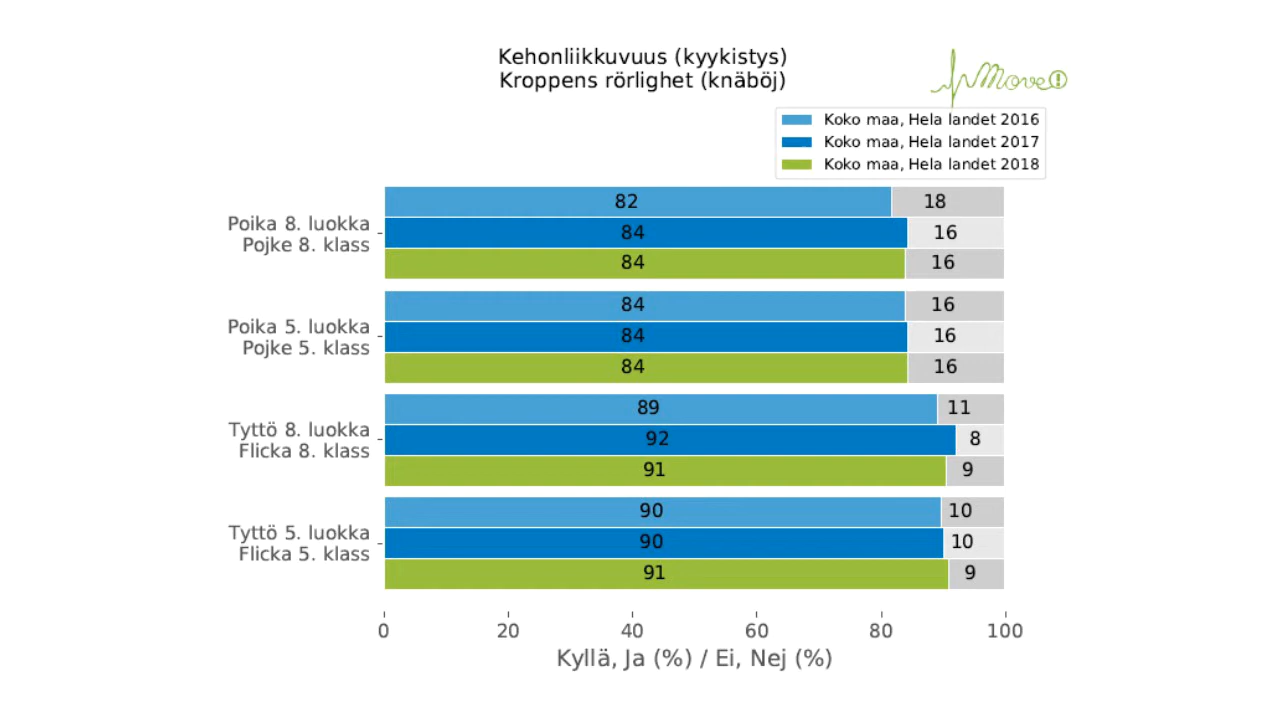 Kehonliikkuvuus (kyykistys)
Kroppens rörlighet (knäböj)
Move!
Koko maa, Hela landet 2016
Koko maa, Hela landet 2017
Koko maa, Hela landet 2018
Poika 8. luokka
Pojke 8. klass
82 18
84 16
84 16
Poika 5. luokka
Pojke 5. klass
84 16
84 16
84 16
Tyttö 8. luokka
Flicka 8. klass
89 11
92 8
91 9
Tyttö 5. luokka
Flicka 5. klass
90 10
90 10
91 9
0 20 40 60 80 100
Kyllä, Ja (%) / Ei, Nej (%)